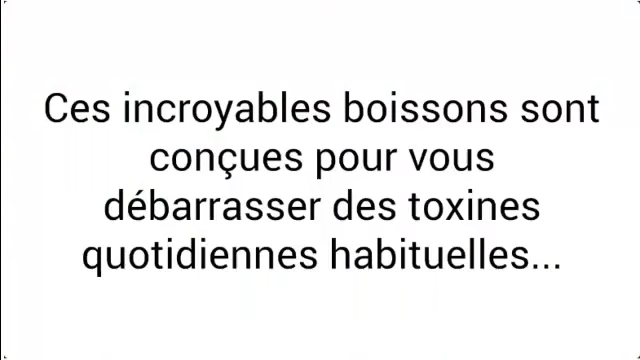 Ces incroyables boissons sont
conçues pour vous
débarrasser des toxines
quotidiennes habituelles...